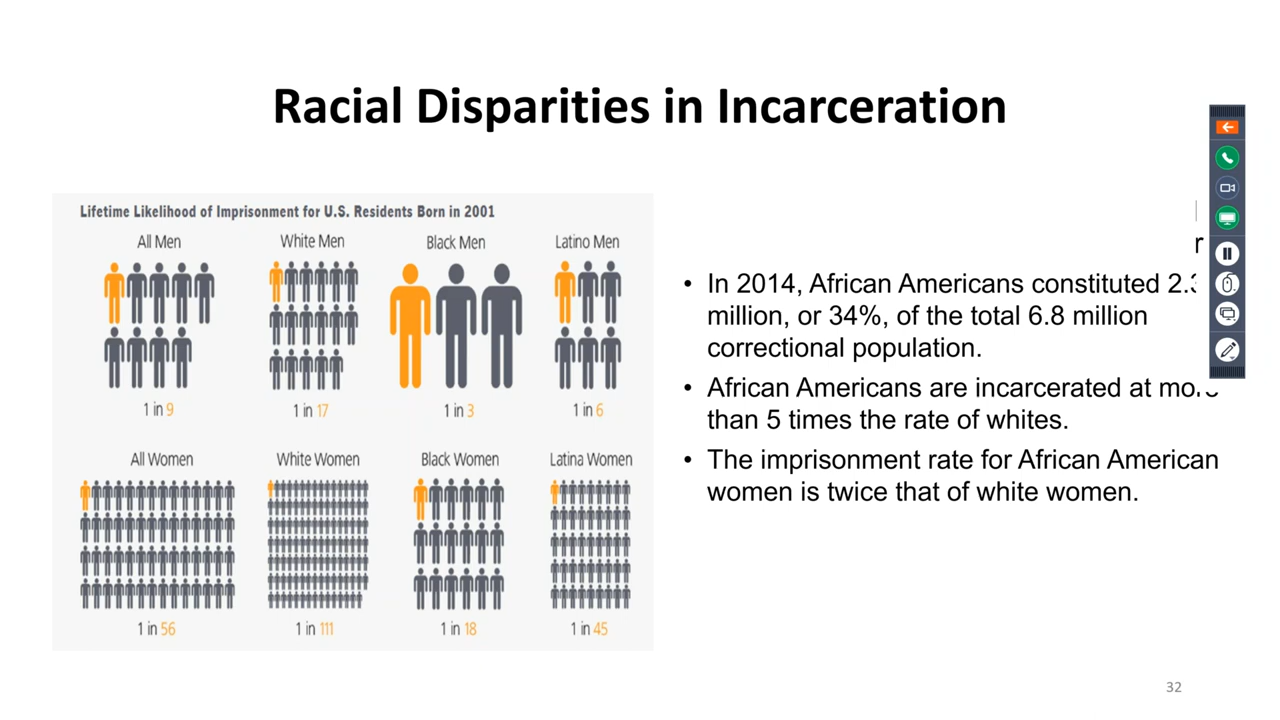 Racial Disparities in Incarceration
Lifetime Likelihood of Imprisonment for U.S. Residents Born in 2001
All Men
White Men
Black Men
Latino Men
1 in 9
1 in 17
1 in 3
1 in 6
All Women
White Women
Black Women
Latina Women
1 in 56
1 in 111
1 in 18
1 in 45
• In 2014, African Americans constituted
million, or 34%, of the total 6.8 million
correctional population.
• African Americans are incarcerated at more
than 5 times the rate of whites.
• The imprisonment rate for African American
women is twice that of white women.
32